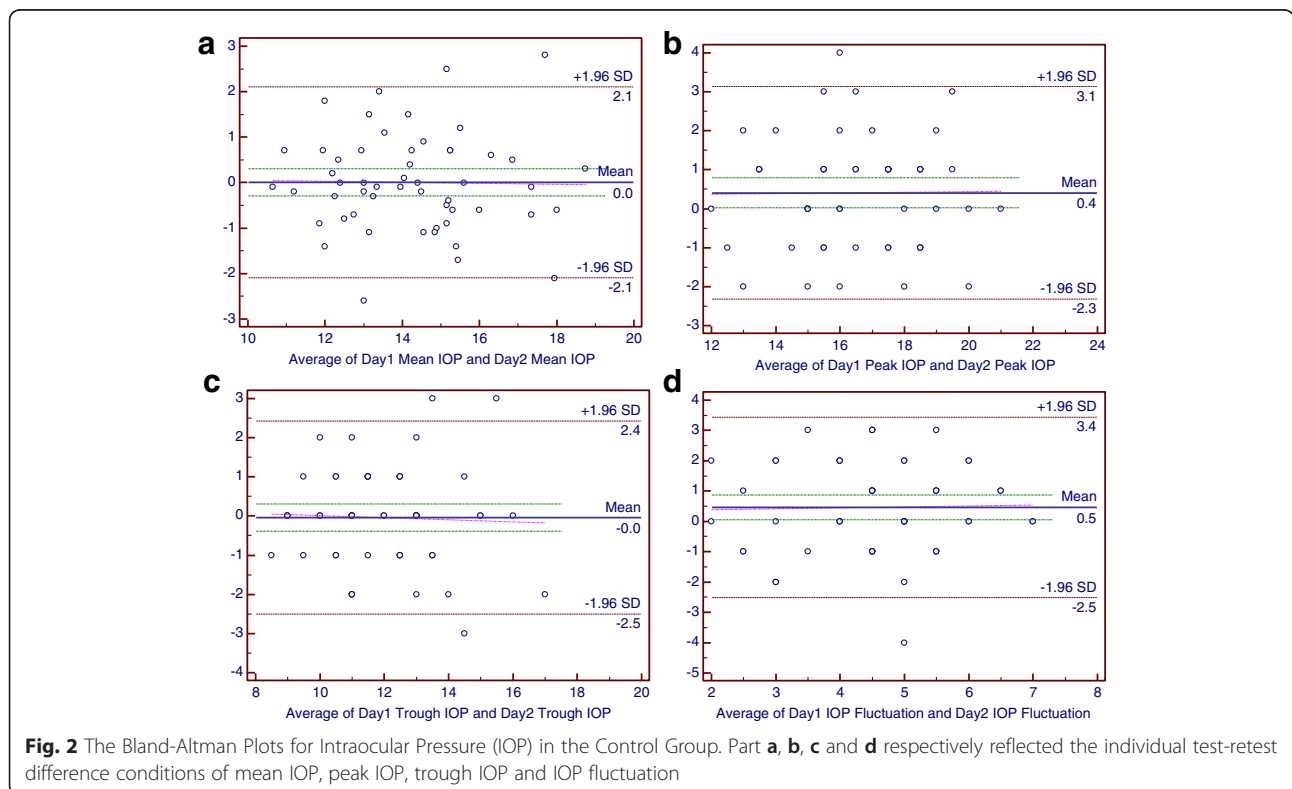 a
3
2
1
0
-1
-2
-3
+1.96 SD
2.1
Mean
0.0
-1.96 SD
-2.1
10 12 14 16 18 20
Average of Day1 Mean IOP and Day2 Mean IOP
b
4
3
2
1
0
-1
-2
-3
+1.96 SD
3.1
Mean
0.4
-1.96 SD
-2.3
12 14 16 18 20 22 24
Average of Day1 Peak IOP and Day2 Peak IOP
c
3
2
1
0
-1
-2
-3
-4
+1.96 SD
2.4
Mean
-0.0
-1.96 SD
-2.5
8 10 12 14 16 18 20
Average of Day1 Trough IOP and Day2 Trough IOP
d
4
3
2
1
0
-1
-2
-3
-4
-5
+1.96 SD
3.4
Mean
0.5
-1.96 SD
-2.5
2 3 4 5 6 7 8
Average of Day1 IOP Fluctuation and Day2 IOP Fluctuation
Fig. 2 The Bland-Altman Plots for Intraocular Pressure (IOP) in the Control Group. Part a, b, c and d respectively reflected the individual test-retest
difference conditions of mean IOP, peak IOP, trough IOP and IOP fluctuation